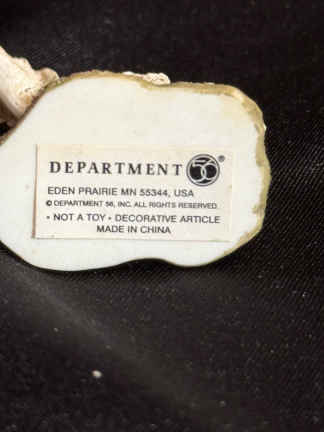 DEPARTMENT 56®
EDEN PRAIRIE MN 55344, USA
© DEPARTMENT 56, INC. ALL RIGHTS RESERVED.
• NOT A TOY • DECORATIVE ARTICLE
MADE IN CHINA